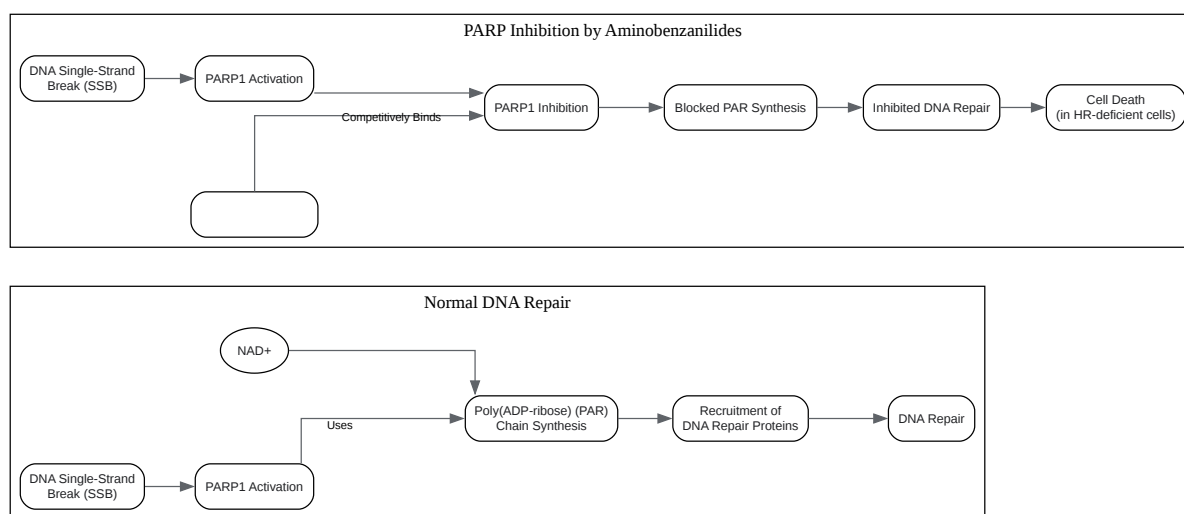 PARP Inhibition by Aminobenzanilides
DNA Single-Strand
Break (SSB)
PARP1 Activation
Competitively Binds
PARP1 Inhibition
Blocked PAR Synthesis
Inhibited DNA Repair
Cell Death
(in HR-deficient cells)
Normal DNA Repair
NAD+
Poly(ADP-ribose) (PAR)
Chain Synthesis
Recruitment of
DNA Repair Proteins
DNA Repair
Uses
DNA Single-Strand
Break (SSB)
PARP1 Activation